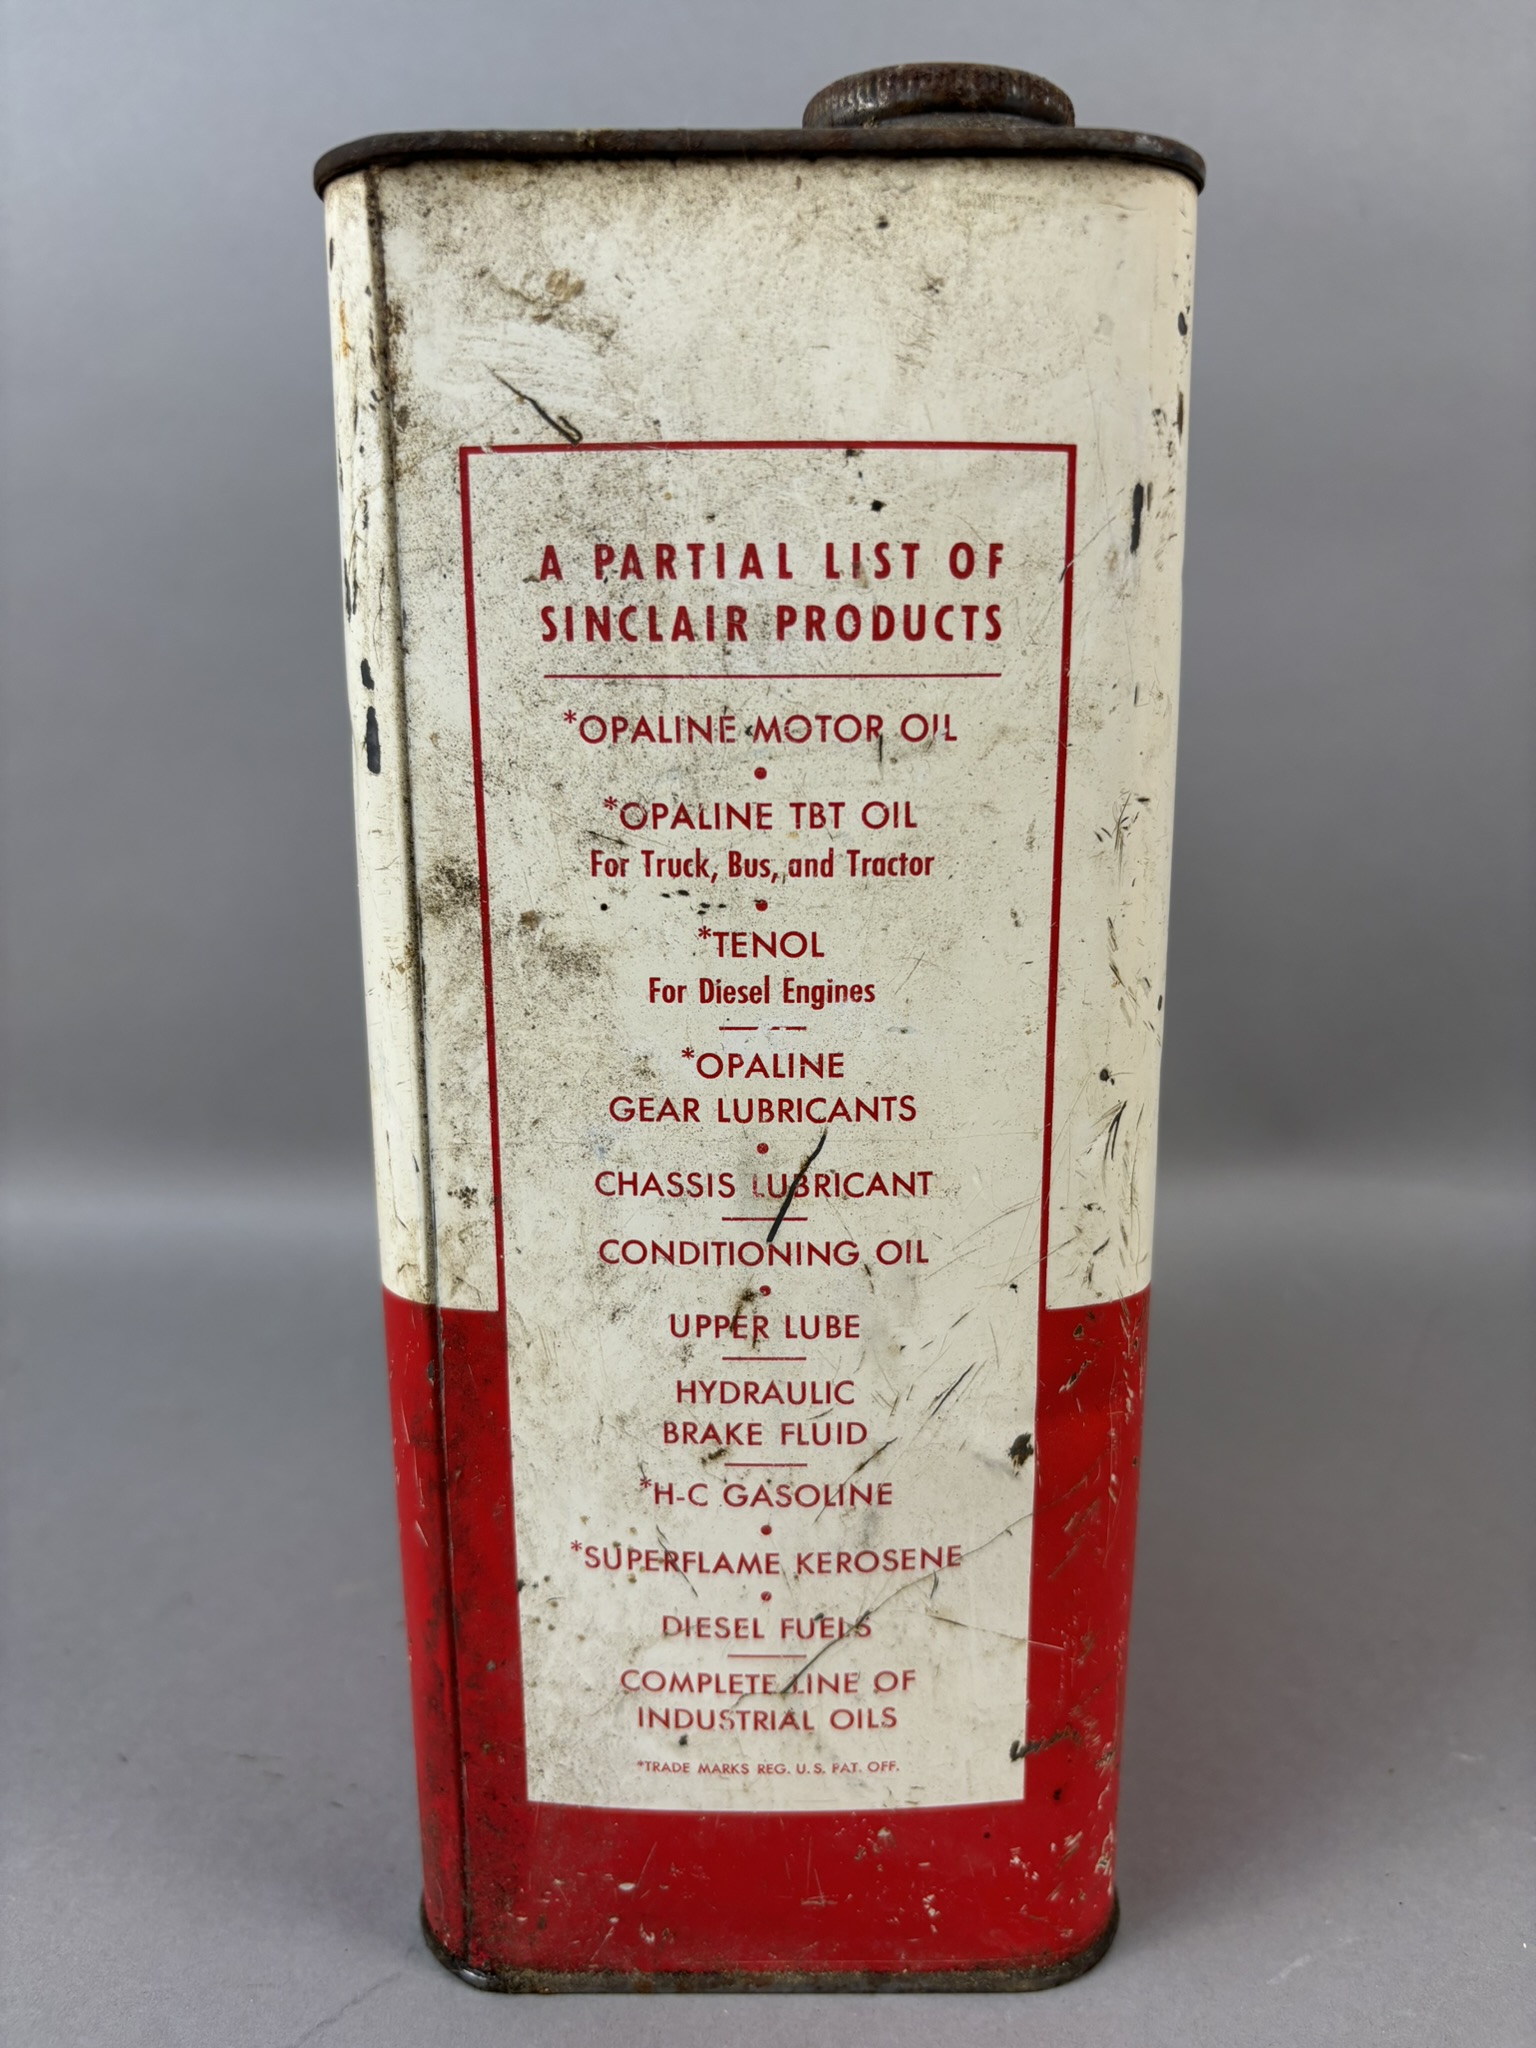 A PARTIAL LIST OF
SINCLAIR PRODUCTS
*OPALINE MOTOR OIL
*OPALINE TBT OIL
For Truck, Bus, and Tractor
*TENOL
For Diesel Engines
*OPALINE
GEAR LUBRICANTS
CHASSIS LUBRICANT
CONDITIONING OIL
UPPER LUBE
HYDRAULIC
BRAKE FLUID
*H-C GASOLINE
*SUPERFLAME KEROSENE
DIESEL FUELS
COMPLETE LINE OF
INDUSTRIAL OILS
*TRADE MARKS REG. U. S. PAT. OFF.